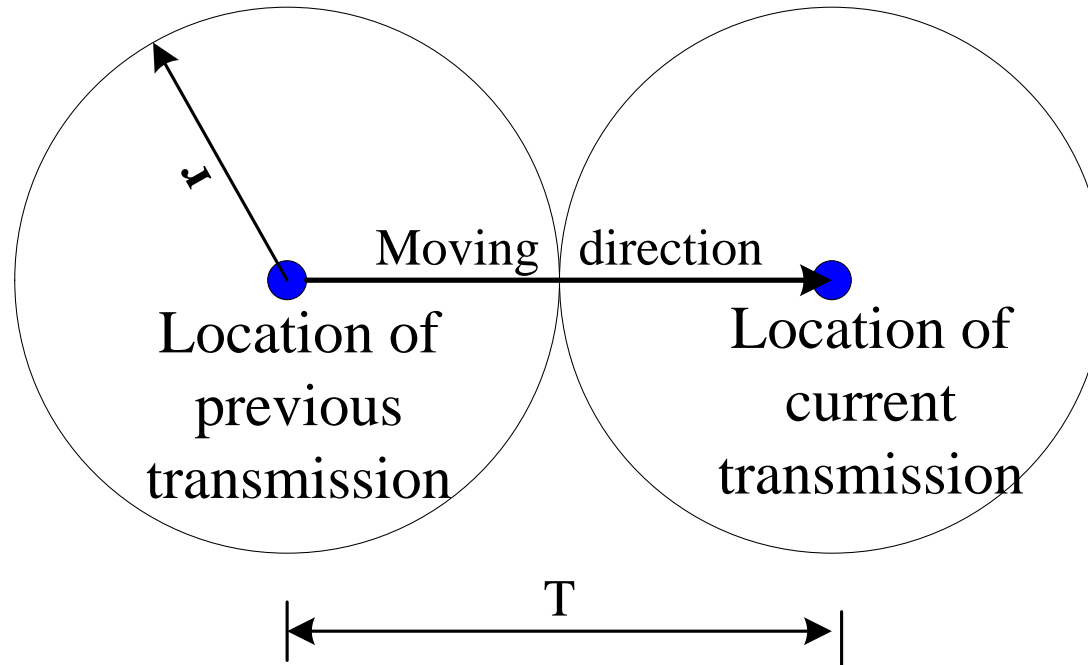 r
Moving direction
Location of
previous
transmission
Location of
current
transmission
T